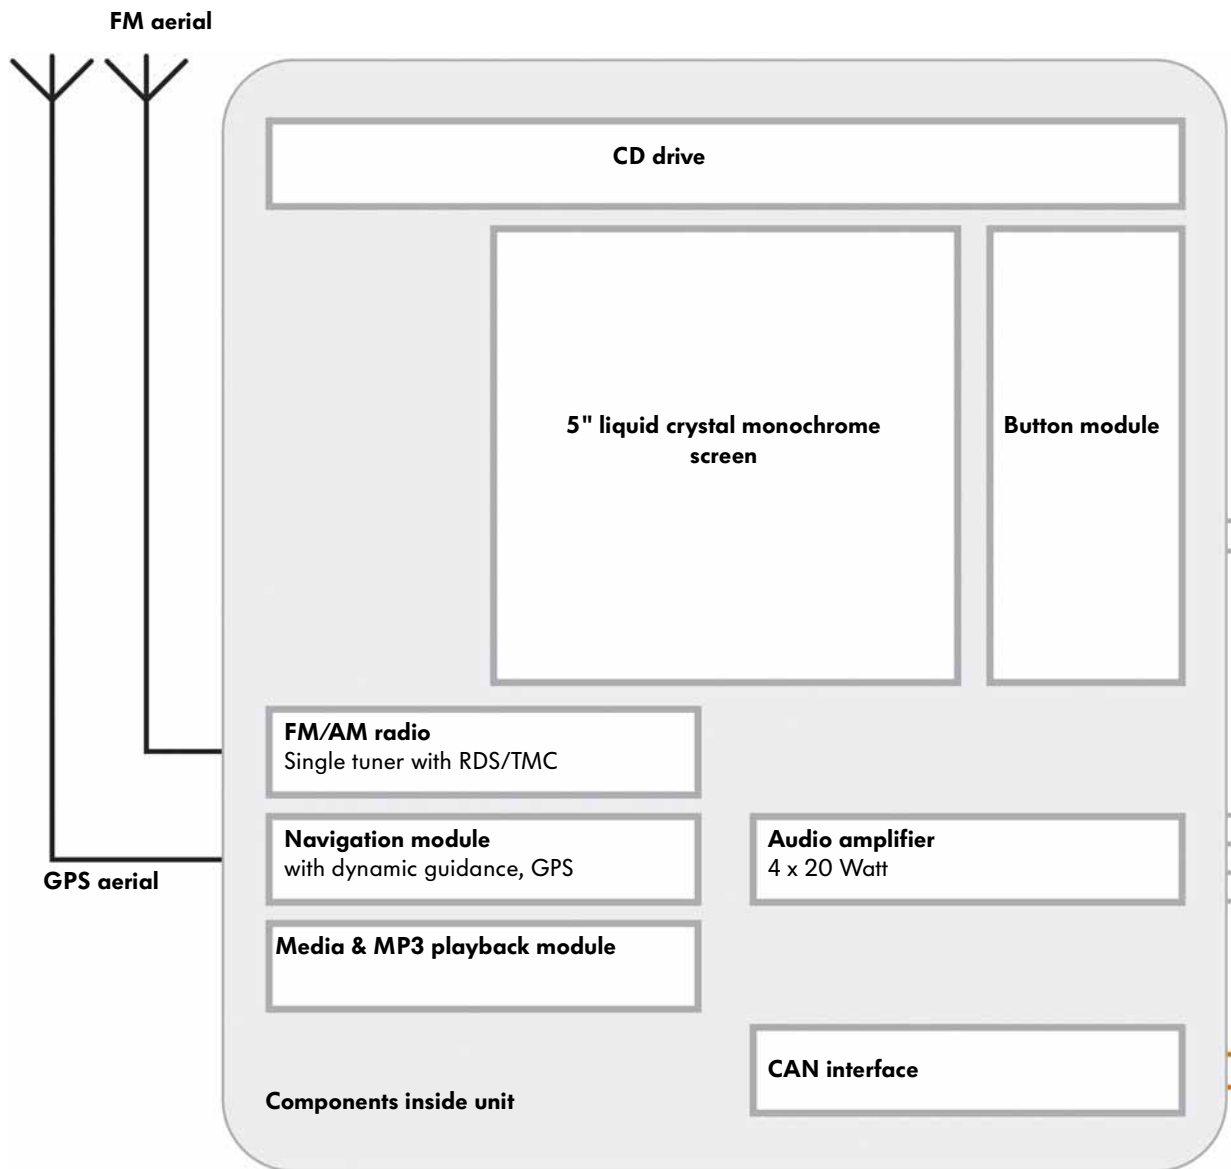 FM aerial
CD drive
5" liquid crystal monochrome
screen
Button module
FM/AM radio
Single tuner with RDS/TMC
Navigation module
with dynamic guidance, GPS
Audio amplifier
4 x 20 Watt
GPS aerial
Media & MP3 playback module
CAN interface
Components inside unit